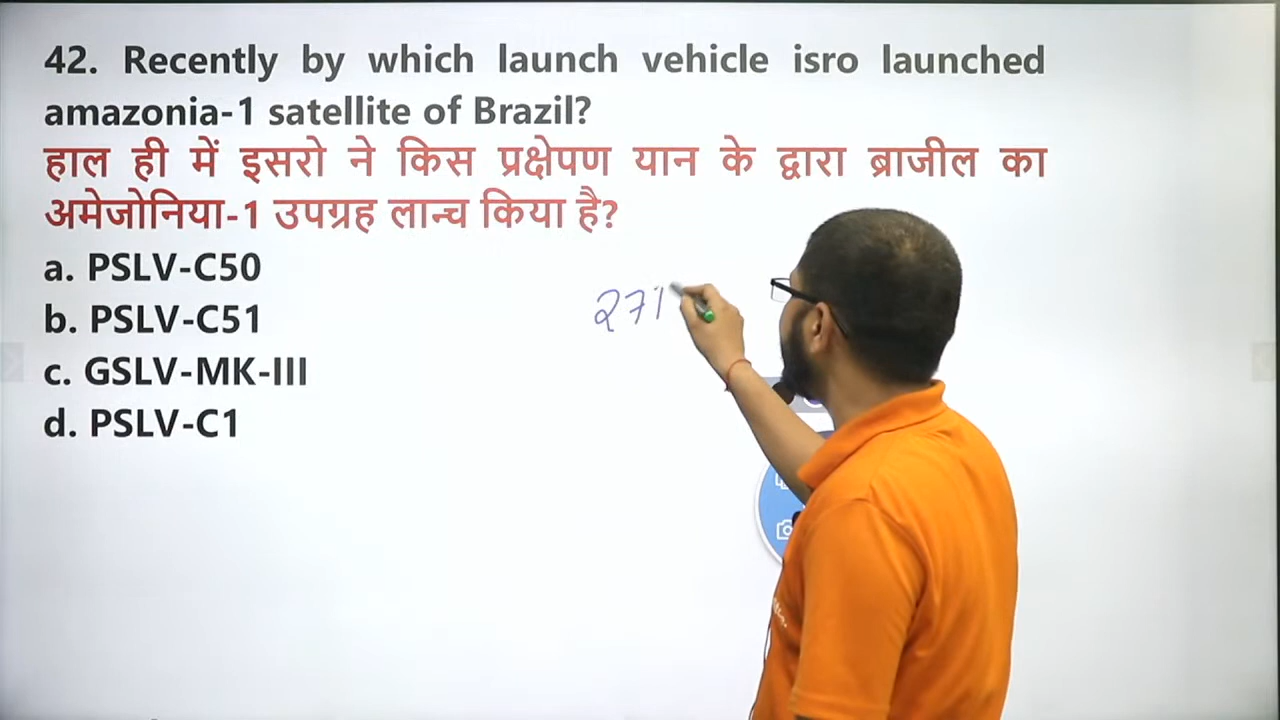 42. Recently by which launch vehicle isro launched
amazonia-1 satellite of Brazil?
हाल ही में इसरो ने किस प्रक्षेपण यान के द्वारा ब्राजील का
अमेजोनिया-1 उपग्रह लान्च किया है?
a. PSLV-C50
b. PSLV-C51
c. GSLV-MK-III
d. PSLV-C1